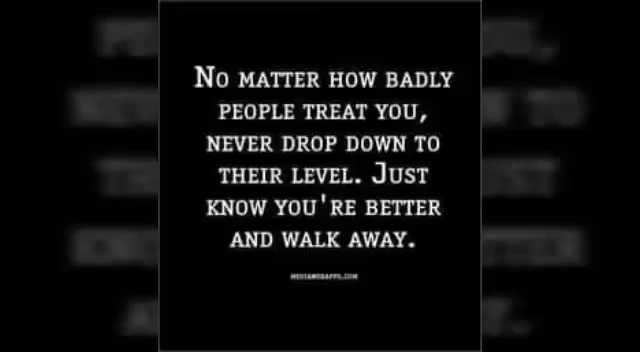 No matter how badly
people treat you,
never drop down to
their level. Just
know you're better
and walk away.